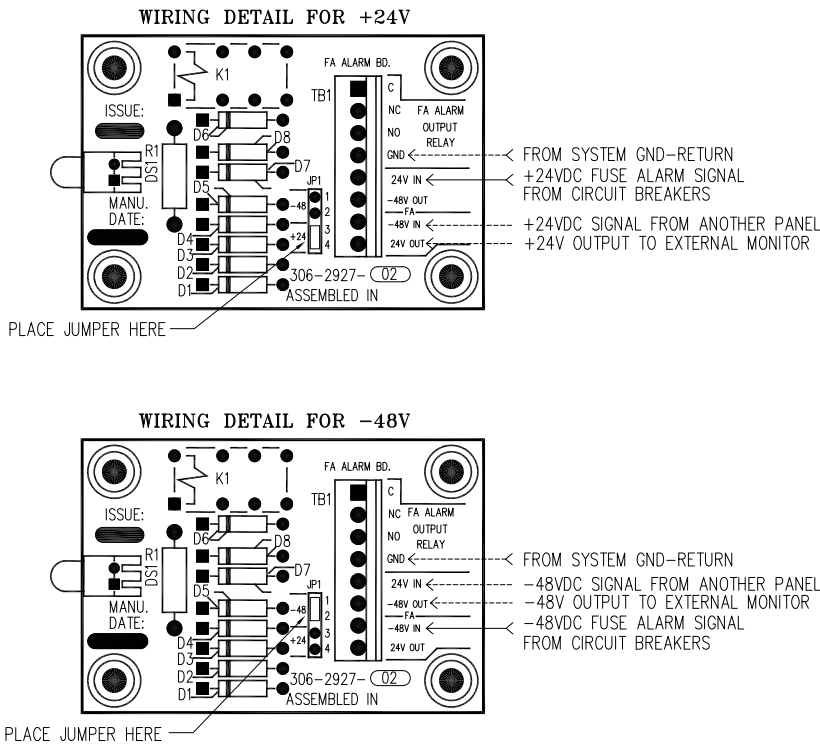 WIRING DETAIL FOR +24V
K1
FA ALARM BD.
TB1
C
NC FA ALARM
NO OUTPUT
RELAY
GND
ISSUE:
D6
D8
D7
R1
DS1
D5
JP1
MANU.
DATE:
-48
+24
1
2
3
4
D4
D3
D2
D1
24V IN
-48V OUT
FA
-48V IN
24V OUT
306-2927- 02
ASSEMBLED IN
FROM SYSTEM GND-RETURN
+24VDC FUSE ALARM SIGNAL
FROM CIRCUIT BREAKERS
+24VDC SIGNAL FROM ANOTHER PANEL
+24V OUTPUT TO EXTERNAL MONITOR
PLACE JUMPER HERE
WIRING DETAIL FOR -48V
K1
FA ALARM BD.
TB1
C
NC FA ALARM
OUTPUT
NO
RELAY
GND
ISSUE:
D6
D8
D7
R1
DS1
D5
JP1
MANU.
DATE:
-48
+24
1
2
3
4
D4
D3
D2
D1
24V IN
-48V OUT
FA
-48V IN
24V OUT
306-2927- 02
ASSEMBLED IN
FROM SYSTEM GND-RETURN
-48VDC SIGNAL FROM ANOTHER PANEL
-48V OUTPUT TO EXTERNAL MONITOR
-48VDC FUSE ALARM SIGNAL
FROM CIRCUIT BREAKERS
PLACE JUMPER HERE